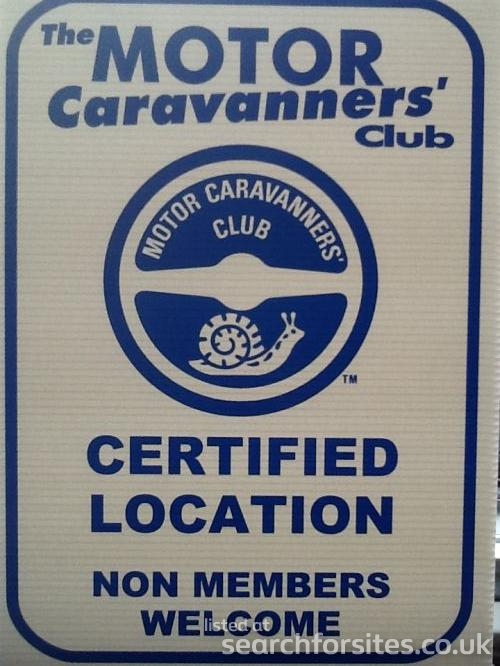 The
MOTOR
Caravanners'
Club
MOTOR CARAVANNERS'
CLUB
TM
CERTIFIED
LOCATION
NON MEMBERS
WELCOME
listed at
searchforsites.co.uk